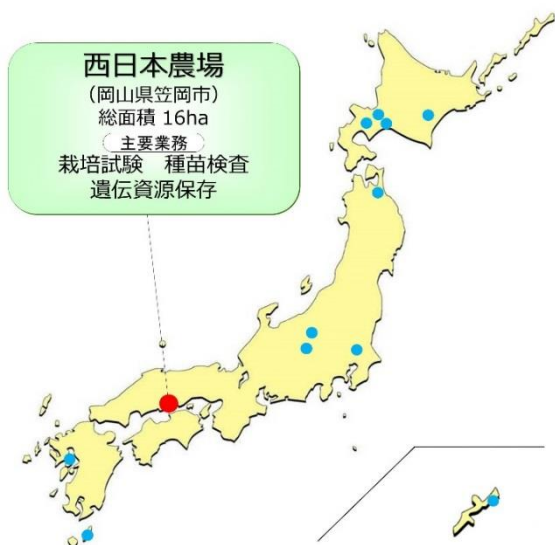 西日本農場
（岡山県笠岡市）
総面積 16ha
主要業務
栽培試験　種苗検査
遺伝資源保存